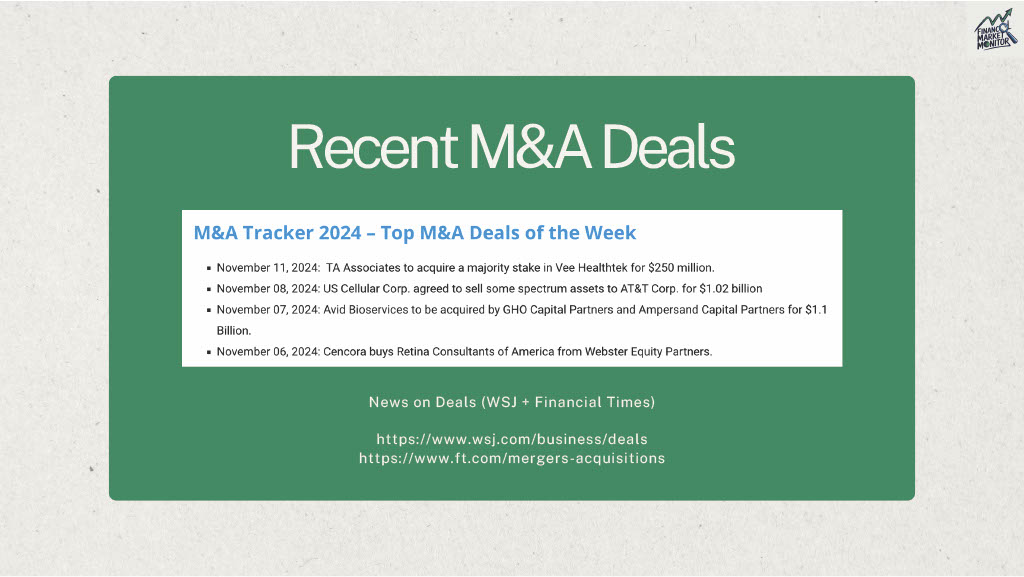 FINANC
MARKET
MONITOR
Recent M&A Deals
M&A Tracker 2024 – Top M&A Deals of the Week
▪ November 11, 2024:  TA Associates to acquire a majority stake in Vee Healthtek for $250 million.
▪ November 08, 2024: US Cellular Corp. agreed to sell some spectrum assets to AT&T Corp. for $1.02 billion
▪ November 07, 2024: Avid Bioservices to be acquired by GHO Capital Partners and Ampersand Capital Partners for $1.1
Billion.
▪ November 06, 2024: Cencora buys Retina Consultants of America from Webster Equity Partners.
News on Deals (WSJ + Financial Times)
https://www.wsj.com/business/deals
https://www.ft.com/mergers-acquisitions